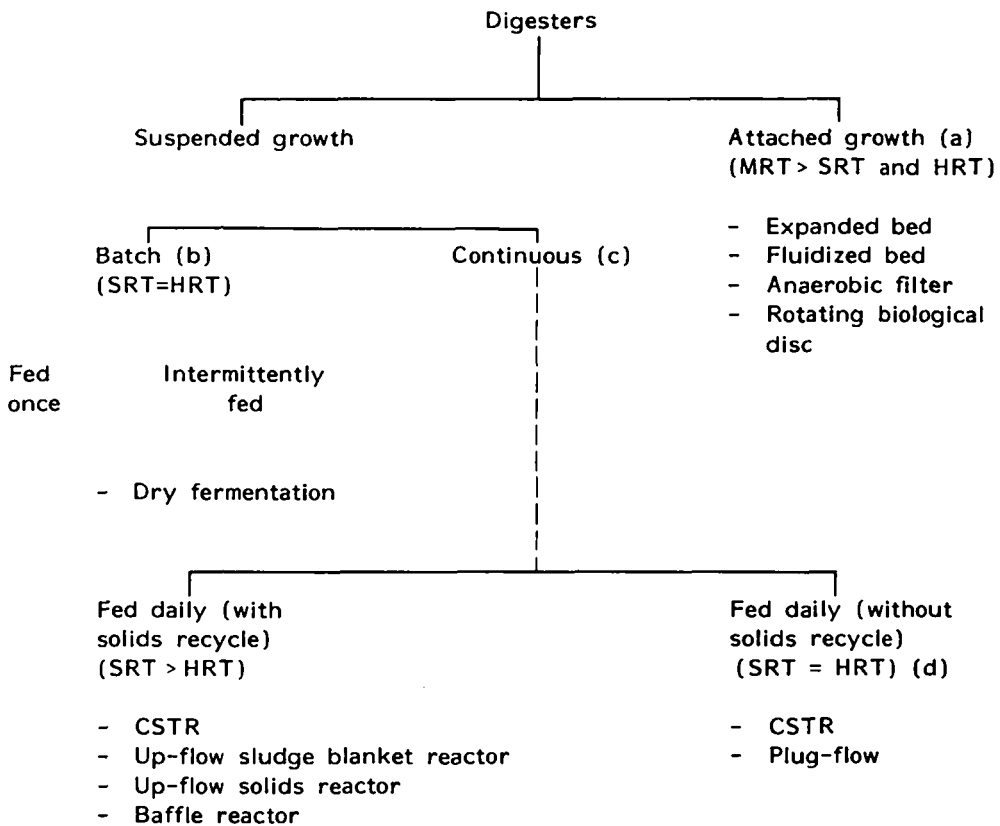 Digesters
Suspended growth
Attached growth (a)
(MRT> SRT and HRT)
- Expanded bed
- Fluidized bed
- Anaerobic filter
- Rotating biological
disc
Batch (b)
(SRT=HRT)
Continuous (c)
Fed
once
Intermittently
fed
- Dry fermentation
Fed daily (with
solids recycle)
(SRT > HRT)
- CSTR
- Up-flow sludge blanket reactor
- Up-flow solids reactor
- Baffle reactor
Fed daily (without
solids recycle)
(SRT = HRT) (d)
- CSTR
- Plug-flow